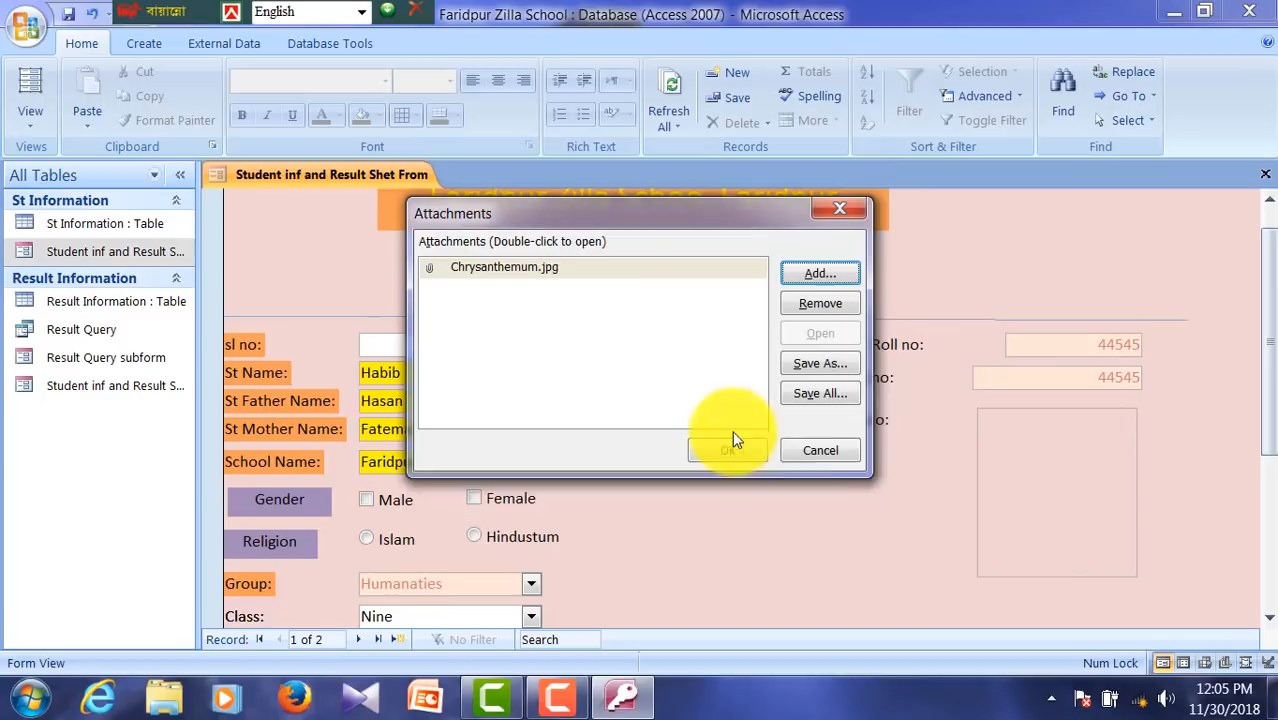 বায়ান্নো
English
Faridpur Zilla School : Database (Access 2007) - Microsoft Access
Home
Create
External Data
Database Tools
View
Views
Paste
Cut
Copy
Format Painter
Clipboard
B I U A
Font
Rich Text
Refresh
All
New
Save
Delete
Totals
Spelling
More
Records
Filter
Selection
Advanced
Toggle Filter
Sort & Filter
Find
Replace
Go To
Select
Find
All Tables
St Information
St Information : Table
Student inf and Result S...
Result Information
Result Information : Table
Result Query
Result Query subform
Student inf and Result S...
Student inf and Result Shet From
Attachments
Attachments (Double-click to open)
Chrysanthemum.jpg
Add...
Remove
Open
Save As...
Save All...
Cancel
sl no:
St Name:
Habib
St Father Name:
Hasan
St Mother Name:
Fatem
School Name:
Faridpu
Roll no:
44545
no:
44545
o:
Gender
Male
Female
Religion
Islam
Hindustum
Group:
Humanaties
Class:
Nine
Record:
1 of 2
No Filter
Search
Form View
Num Lock
12:05 PM
11/30/2018